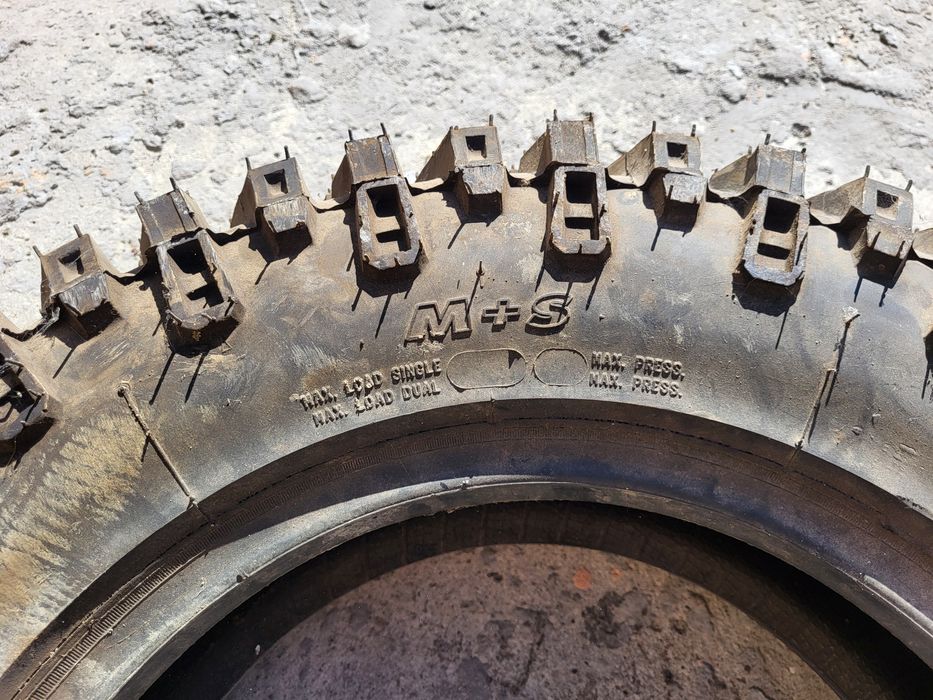 M+S
MAX. LOAD SINGLE
MAX. PRESS.
MAX. LOAD DUAL
MAX. PRESS.